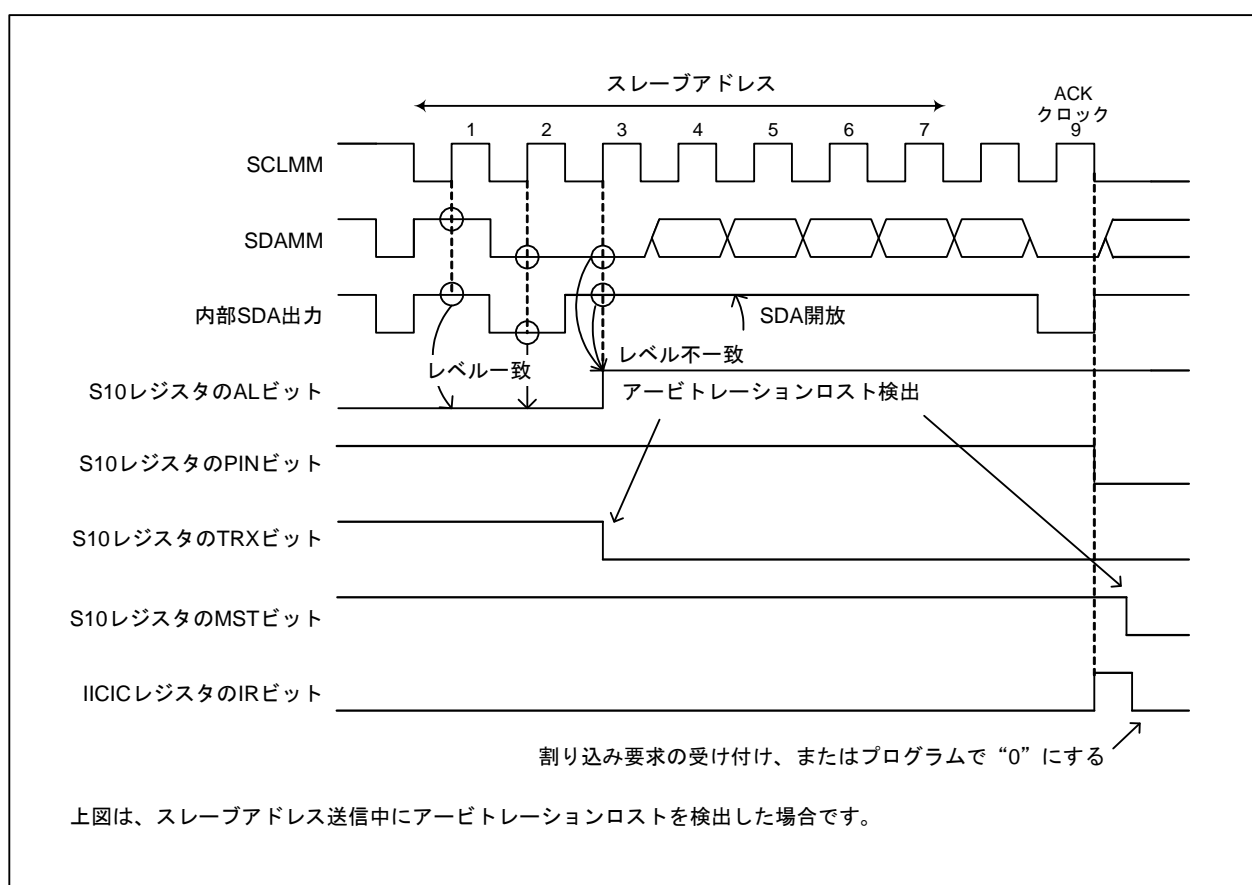 スレーブアドレス
ACK
クロック
1 2 3 4 5 6 7 9
SCLMM
SDAMM
内部SDA出力
SDA開放
レベル不一致
レベル一致
S10レジスタのALビット
アービトレーションロスト検出
S10レジスタのPINビット
S10レジスタのTRXビット
S10レジスタのMSTビット
IICICレジスタのIRビット
割り込み要求の受け付け、またはプログラムで“0”にする
上図は、スレーブアドレス送信中にアービトレーションロストを検出した場合です。